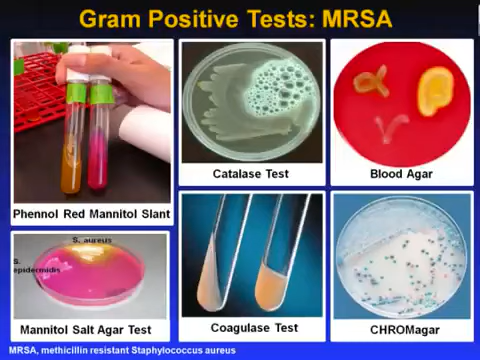 Gram Positive Tests: MRSA
Catalase Test
Blood Agar
Phennol Red Mannitol Slant
S. aureus
S.
epidermidis
Mannitol Salt Agar Test
Coagulase Test
CHROMagar
MRSA, methicillin resistant Staphylococcus aureus